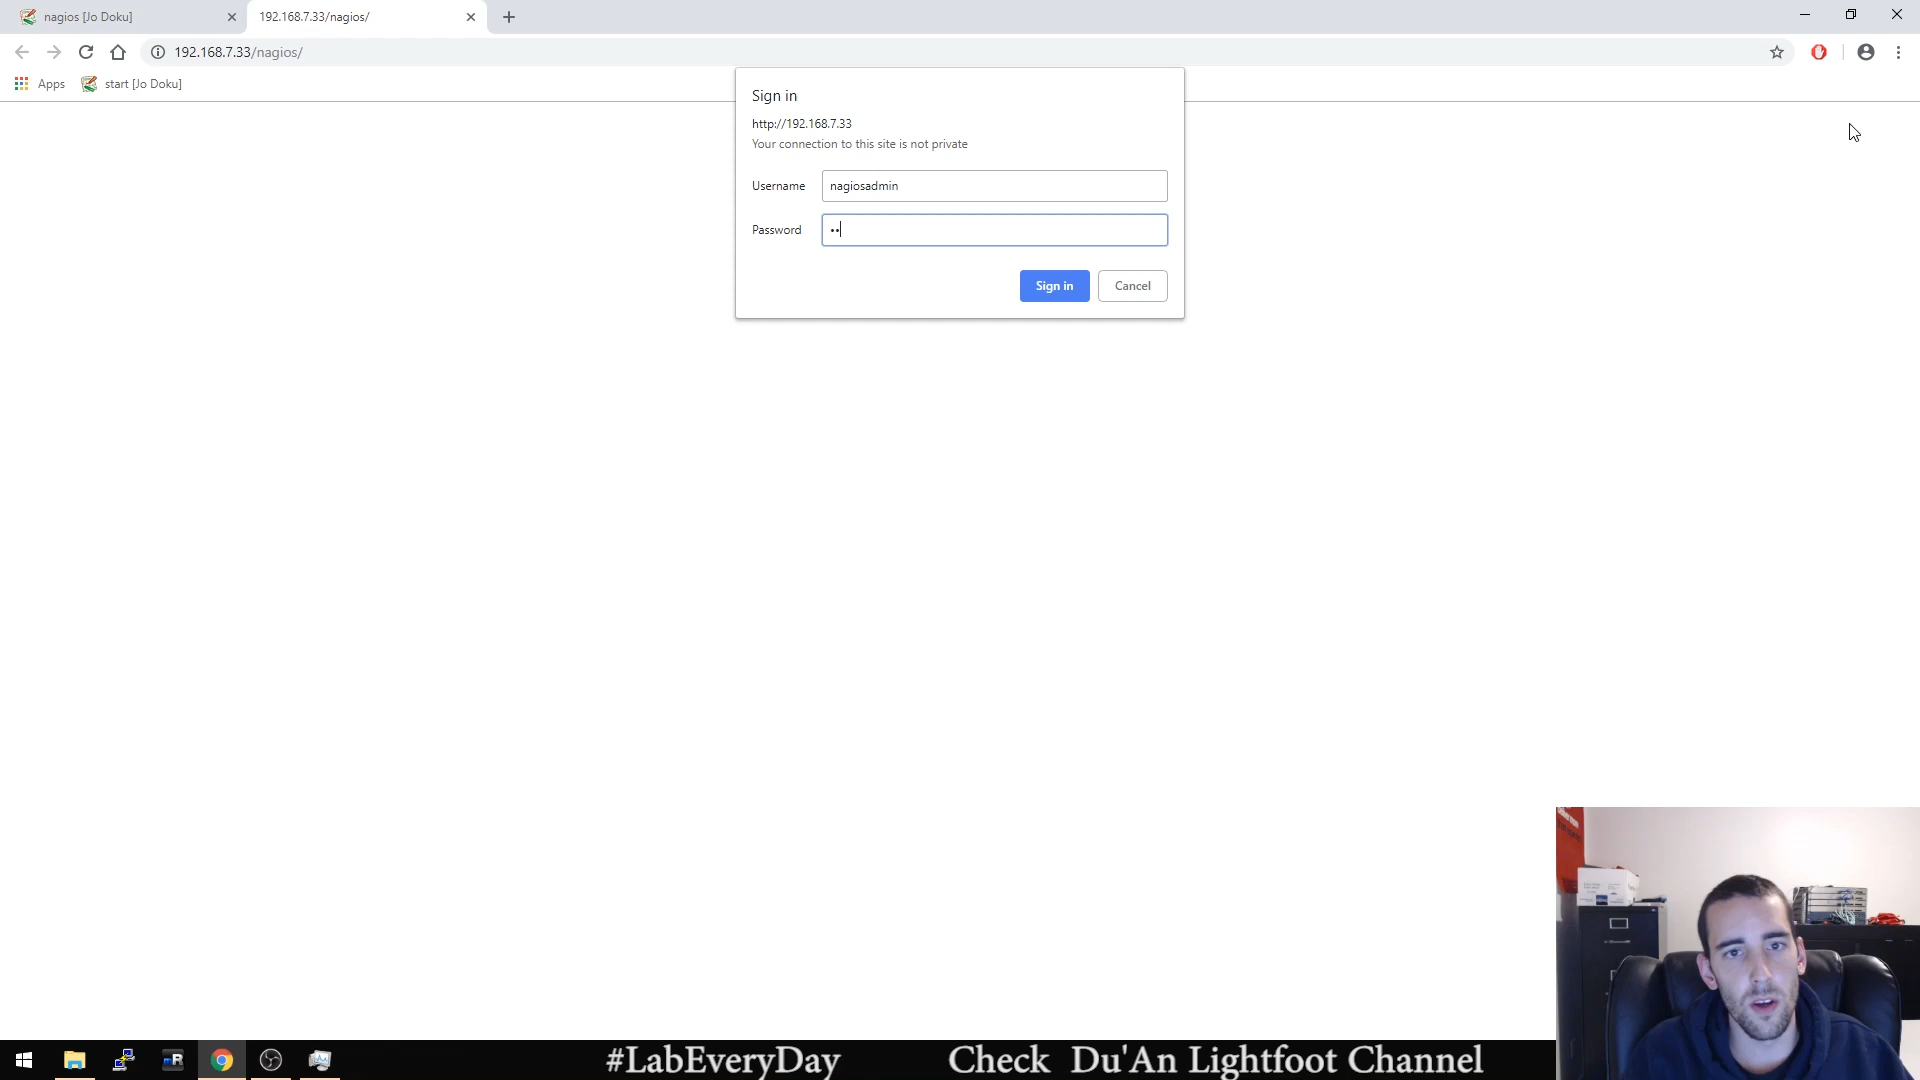 nagios [Jo Doku]
192.168.7.33/nagios/
192.168.7.33/nagios/
Apps
start [Jo Doku]
Sign in
http://192.168.7.33
Your connection to this site is not private
Username
nagiosadmin
Password
••
Sign in
Cancel
#LabEveryDay
Check Du'An Lightfoot Channel